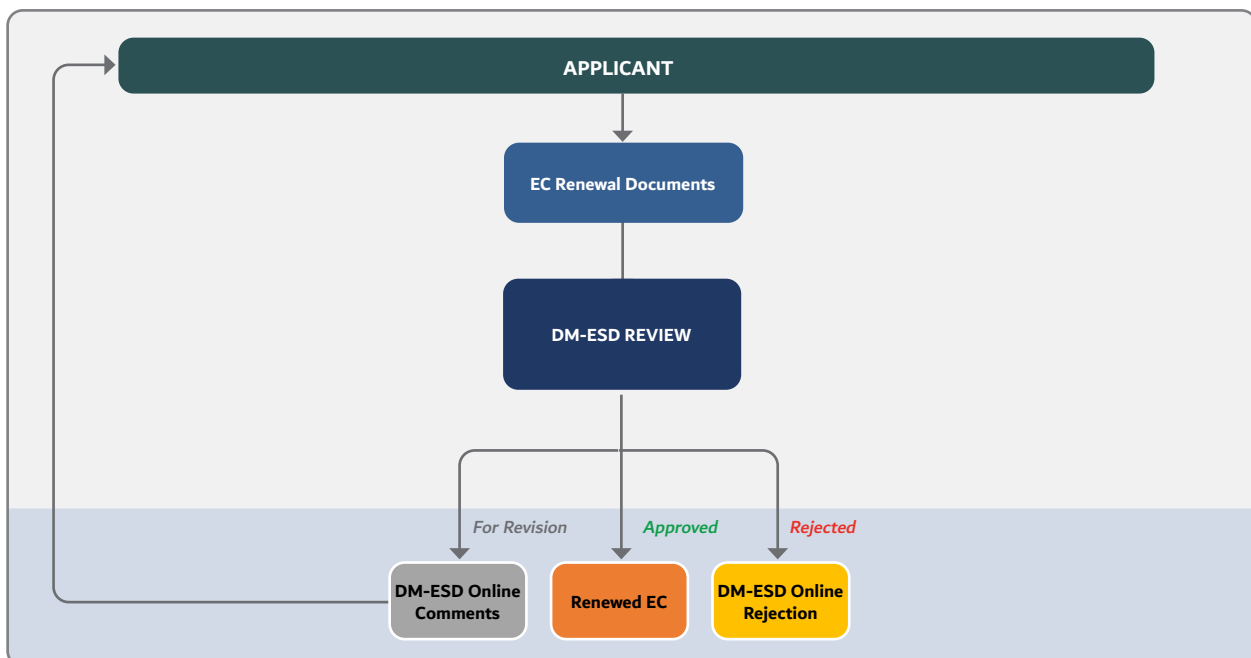 APPLICANT
EC Renewal Documents
DM-ESD REVIEW
For Revision
Approved
Rejected
DM-ESD Online
Comments
Renewed EC
DM-ESD Online
Rejection